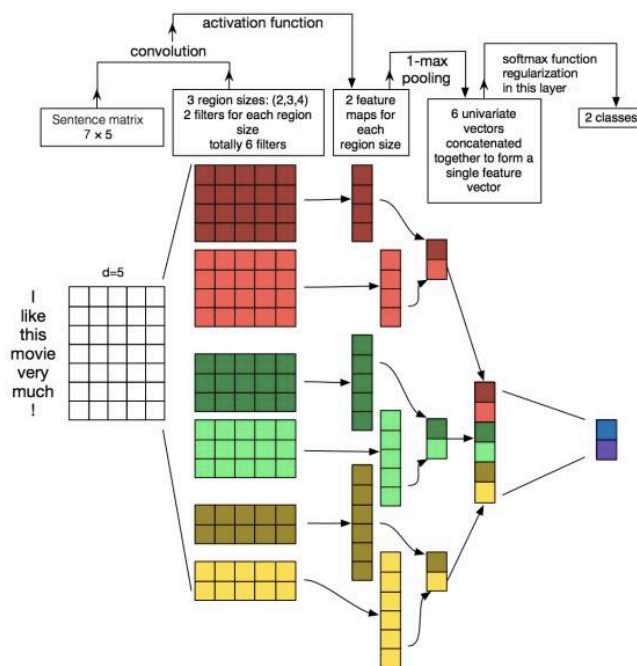 activation function
convolution
1-max
pooling
softmax function
regularization
in this layer
Sentence matrix
7 × 5
3 region sizes: (2,3,4)
2 filters for each region
size
totally 6 filters
2 feature
maps for
each
region size
6 univariate
vectors
concatenated
together to form a
single feature
vector
2 classes
d=5
I
like
this
movie
very
much
!